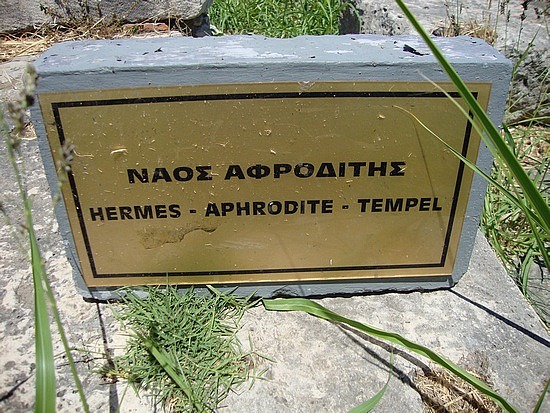 ΝΑΟΣ ΑΦΡΟΔΙΤΗΣ
HERMES - APHRODITE - TEMPEL